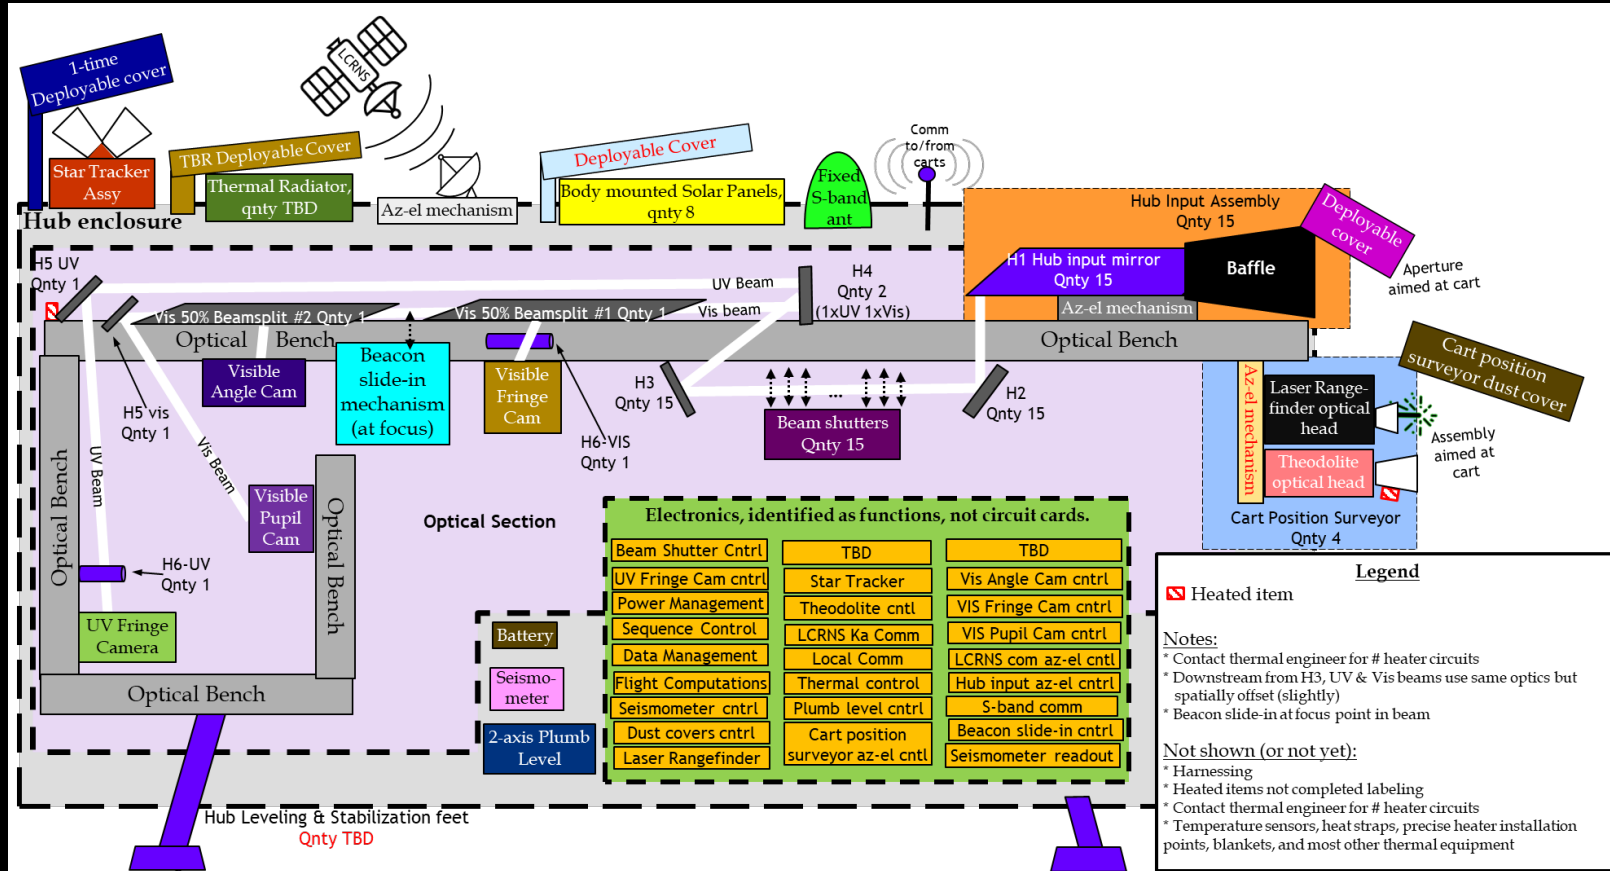 1-time
Deployable cover
LCRNS
Star Tracker
Assy
TBR Deployable Cover
Thermal Radiator,
qnty TBD
Az-el mechanism
Deployable Cover
Body mounted Solar Panels,
qnty 8
Fixed
S-band
ant
Comm
to/from
carts
Hub Input Assembly
Qnty 15
Deployable
cover
H1 Hub input mirror
Qnty 15
Baffle
Az-el mechanism
Aperture
aimed at cart
Hub enclosure
H5 UV
Qnty 1
UV Beam
Vis beam
H4
Qnty 2
(1xUV 1xVis)
Vis 50% Beamsplit #2 Qnty 1
Vis 50% Beamsplit #1 Qnty 1
Optical Bench
Optical Bench
Visible
Angle Cam
Beacon
slide-in
mechanism
(at focus)
Visible
Fringe
Cam
H5 vis
Qnty 1
H6-VIS
Qnty 1
H3
Qnty 15
...
Beam shutters
Qnty 15
H2
Qnty 15
Cart position
surveyor dust cover
Az-el mechanism
Laser Range-
finder optical
head
Theodolite
optical head
Assembly
aimed at
cart
Cart Position Surveyor
Qnty 4
UV Beam
Vis Beam
Optical Bench
Visible
Pupil
Cam
Optical Bench
H6-UV
Qnty 1
UV Fringe
Camera
Optical Bench
Optical Section
Battery
Seismo-
meter
2-axis Plumb
Level
Electronics, identified as functions, not circuit cards.
Beam Shutter Cntrl
UV Fringe Cam cntrl
Power Management
Sequence Control
Data Management
Flight Computations
Seismometer cntrl
Dust covers cntrl
Laser Rangefinder
TBD
Star Tracker
Theodolite cntl
LCRNS Ka Comm
Local Comm
Thermal control
Plumb level cntrl
Cart position
surveyor az-el cntl
TBD
Vis Angle Cam cntrl
VIS Fringe Cam cntrl
VIS Pupil Cam cntrl
LCRNS com az-el cntl
Hub input az-el cntrl
S-band comm
Beacon slide-in cntrl
Seismometer readout
Hub Leveling & Stabilization feet
Qnty TBD
Legend
Heated item
Notes:
* Contact thermal engineer for # heater circuits
* Downstream from H3, UV & Vis beams use same optics but
spatially offset (slightly)
* Beacon slide-in at focus point in beam
Not shown (or not yet):
* Harnessing
* Heated items not completed labeling
* Contact thermal engineer for # heater circuits
* Temperature sensors, heat straps, precise heater installation
points, blankets, and most other thermal equipment